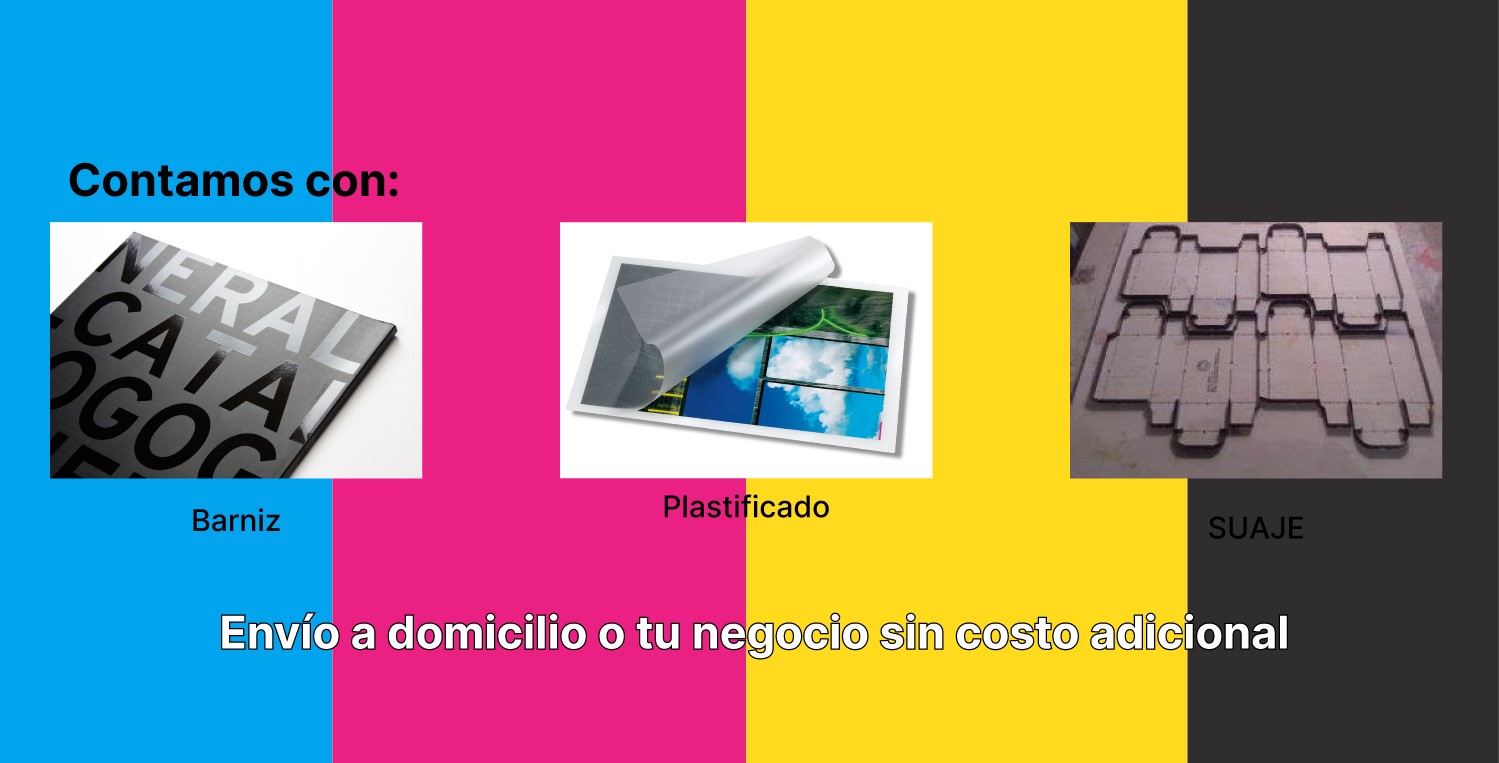 Contamos con:
NERAL
CATAL
OGOG
Barniz
Plastificado
SUAJE
Envío a domicilio o tu negocio sin costo adicional